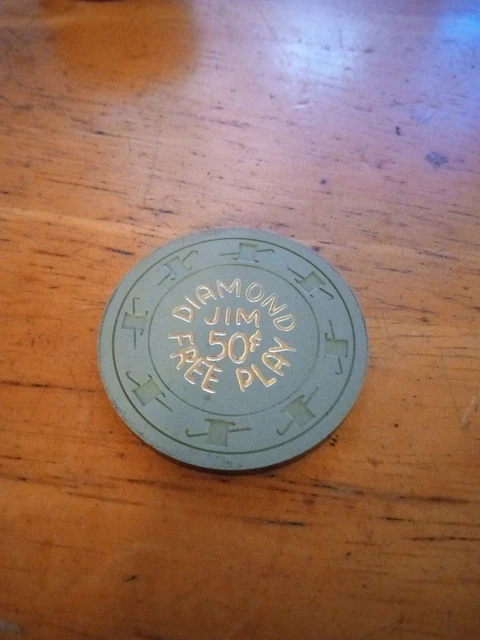 DIAMOND
JIM
50¢
FREE PLAY